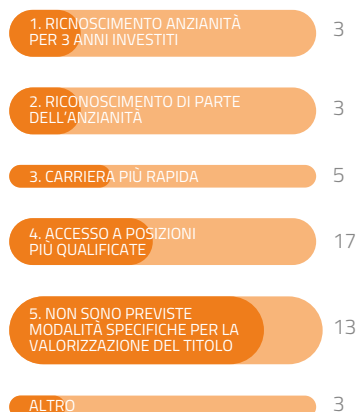 1. RICNOSCIMENTO ANZIANITÀ
PER 3 ANNI INVESTITI
3
2. RICONOSCIMENTO DI PARTE
DELL'ANZIANITÀ
3
3. CARRIERA PIÙ RAPIDA
5
4. ACCESSO A POSIZIONI
PIÙ QUALIFICATE
17
5. NON SONO PREVISTE
MODALITÀ SPECIFICHE PER LA
VALORIZZAZIONE DEL TITOLO
13
ALTRO
3